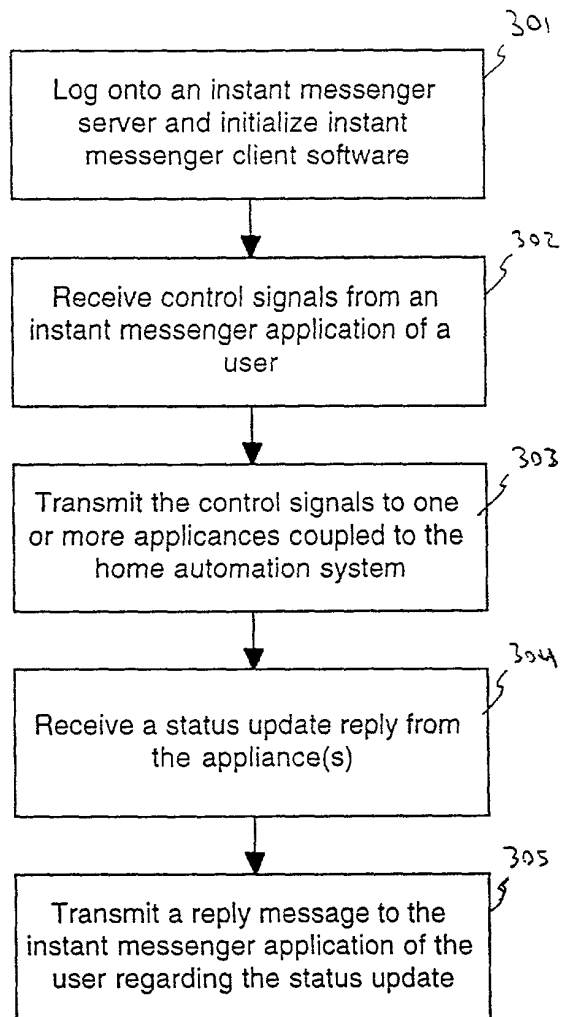 301
Log onto an instant messenger
server and initialize instant
messenger client software
302
Receive control signals from an
instant messenger application of a
user
303
Transmit the control signals to one
or more applicances coupled to the
home automation system
304
Receive a status update reply from
the appliance(s)
305
Transmit a reply message to the
instant messenger application of the
user regarding the status update